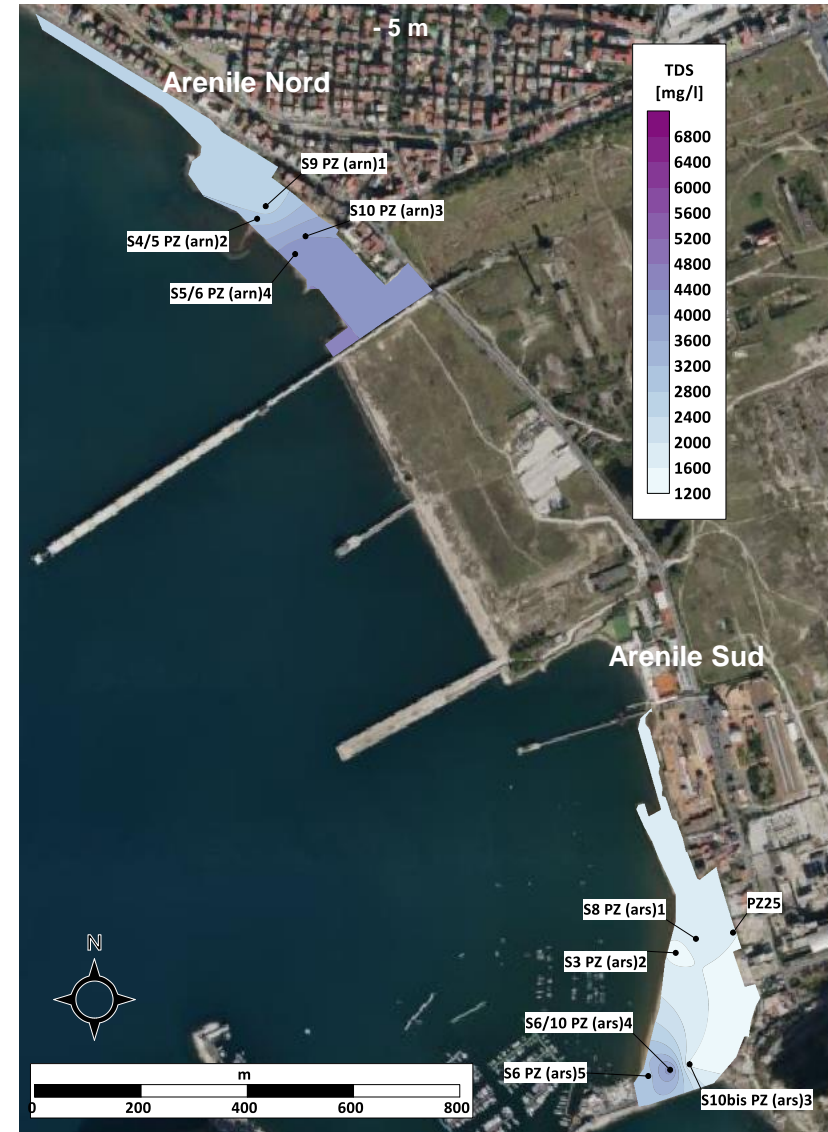 - 5 m
Arenile Nord
TDS
[mg/l]
6800
6400
6000
5600
5200
4800
4400
4000
3600
3200
2800
2400
2000
1600
1200
S9 PZ (arn)1
S10 PZ (arn)3
S4/5 PZ (arn)2
S5/6 PZ (arn)4
Arenile Sud
S8 PZ (ars)1
PZ25
S3 PZ (ars)2
N
S6/10 PZ (ars)4
S6 PZ (ars)5
S10bis PZ (ars)3
m
0 200 400 600 800